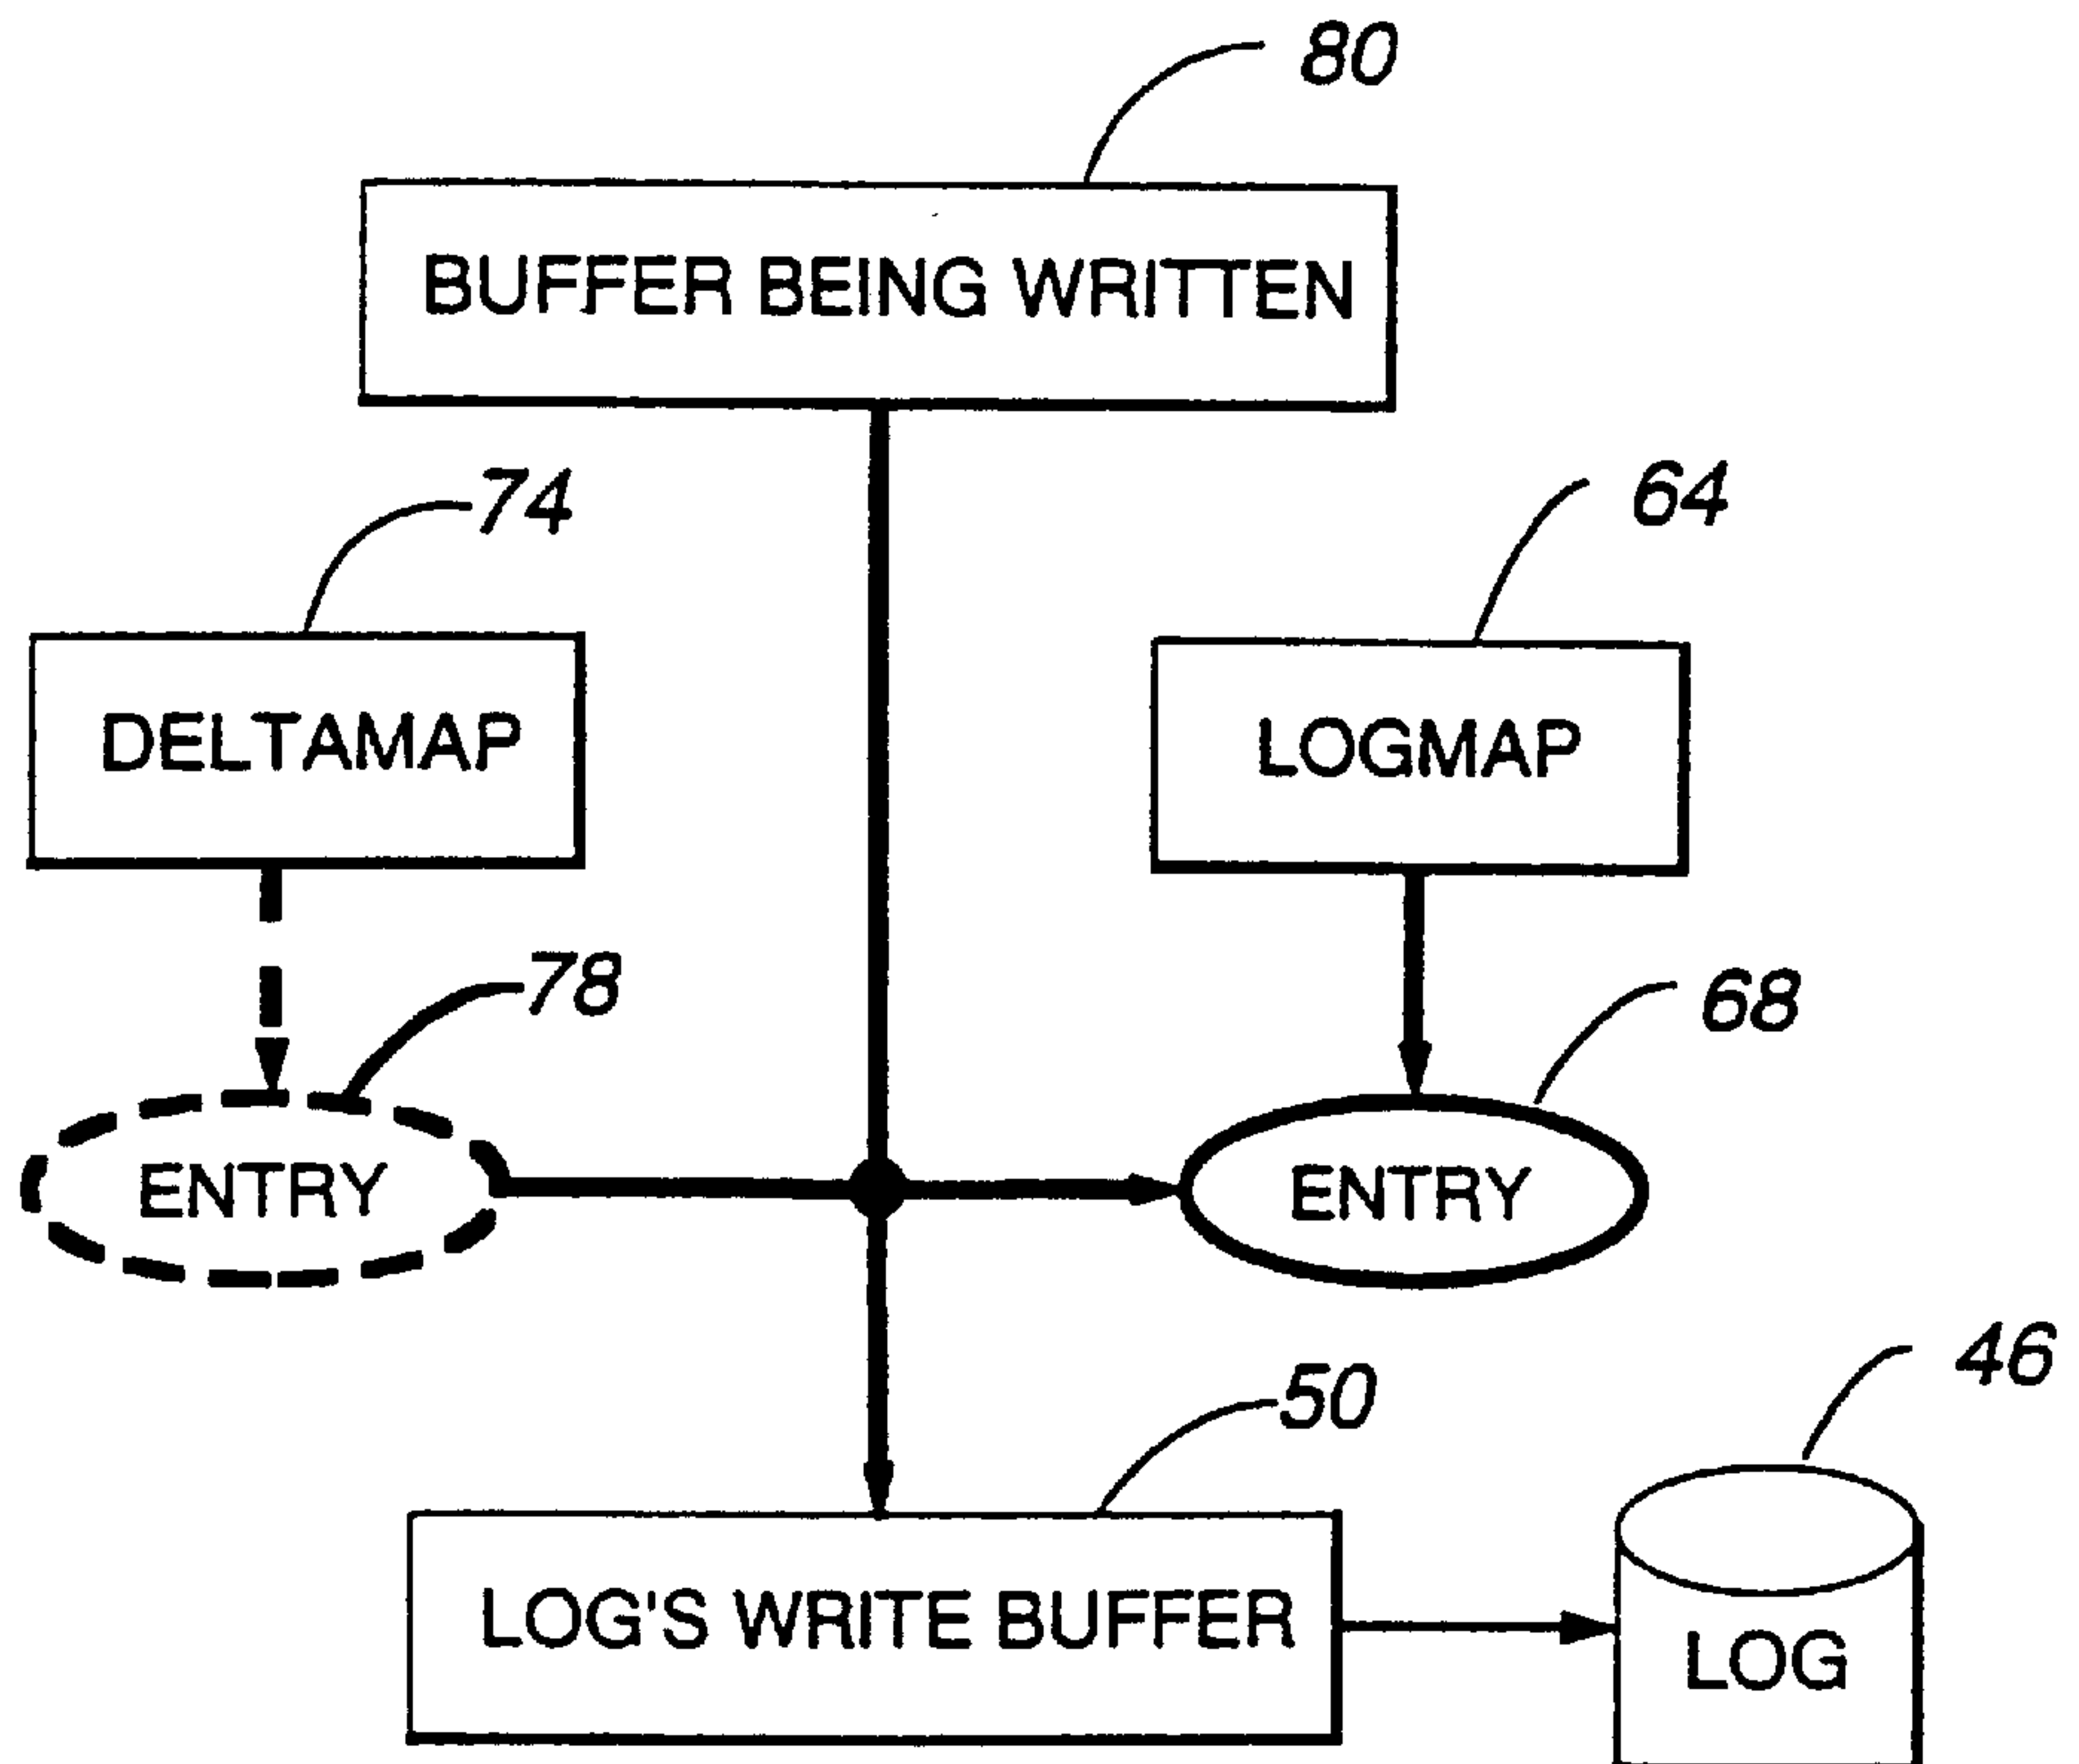 80
BUFFER BEING WRITTEN
74
64
DELTAMAP
LOGMAP
78
68
ENTRY
ENTRY
46
50
LOG'S WRITE BUFFER
LOG